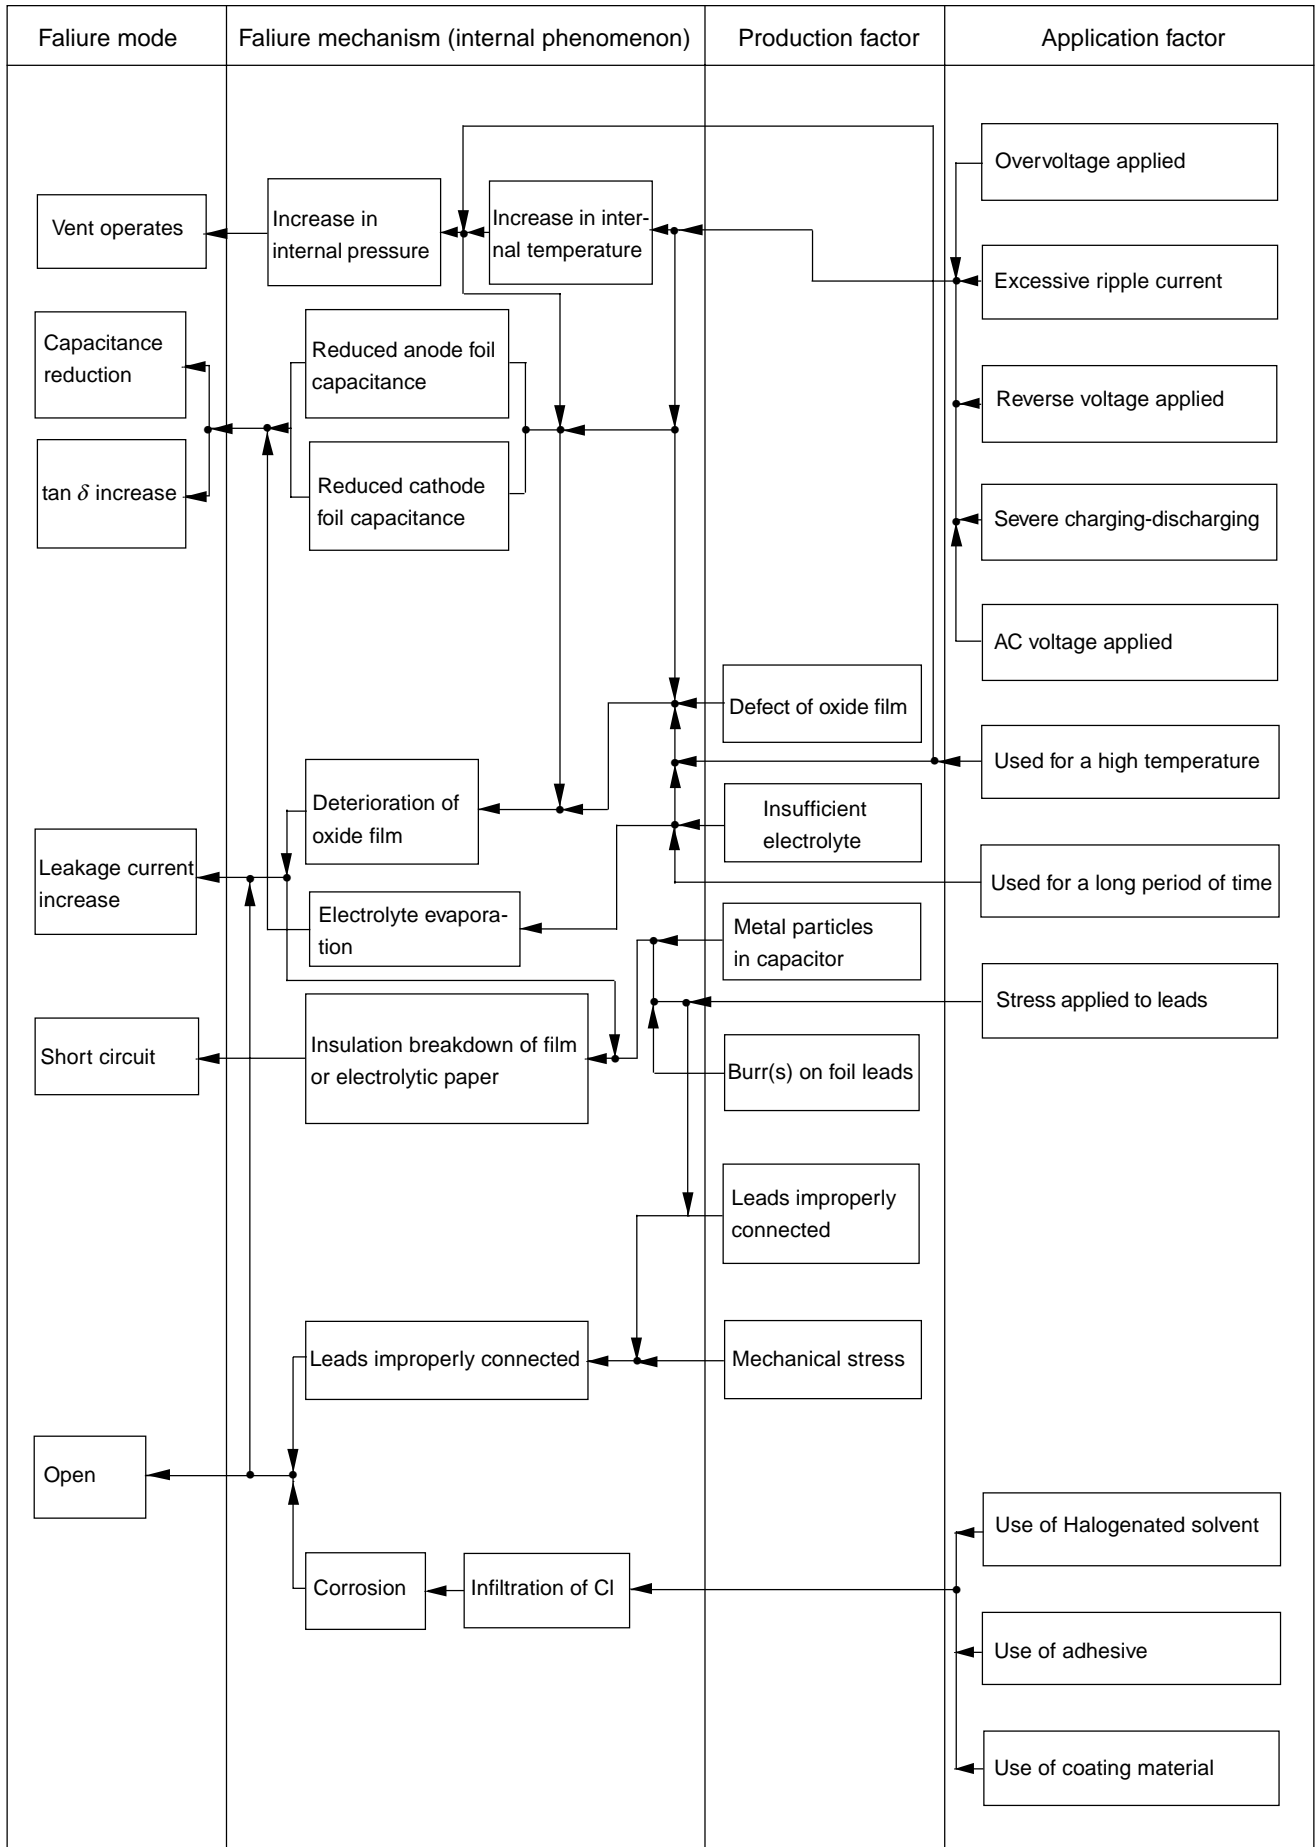 Faliure mode
Faliure mechanism (internal phenomenon)
Production factor
Application factor
Overvoltage applied
Vent operates
Increase in
internal pressure
Increase in inter-
nal temperature
Excessive ripple current
Capacitance
reduction
Reduced anode foil
capacitance
Reverse voltage applied
tan δ increase
Reduced cathode
foil capacitance
Severe charging-discharging
AC voltage applied
Defect of oxide film
Used for a high temperature
Deterioration of
oxide film
Insufficient
electrolyte
Leakage current
increase
Used for a long period of time
Electrolyte evapora-
tion
Metal particles
in capacitor
Stress applied to leads
Short circuit
Insulation breakdown of film
or electrolytic paper
Burr(s) on foil leads
Leads improperly
connected
Leads improperly connected
Mechanical stress
Open
Use of Halogenated solvent
Corrosion
Infiltration of Cl
Use of adhesive
Use of coating material